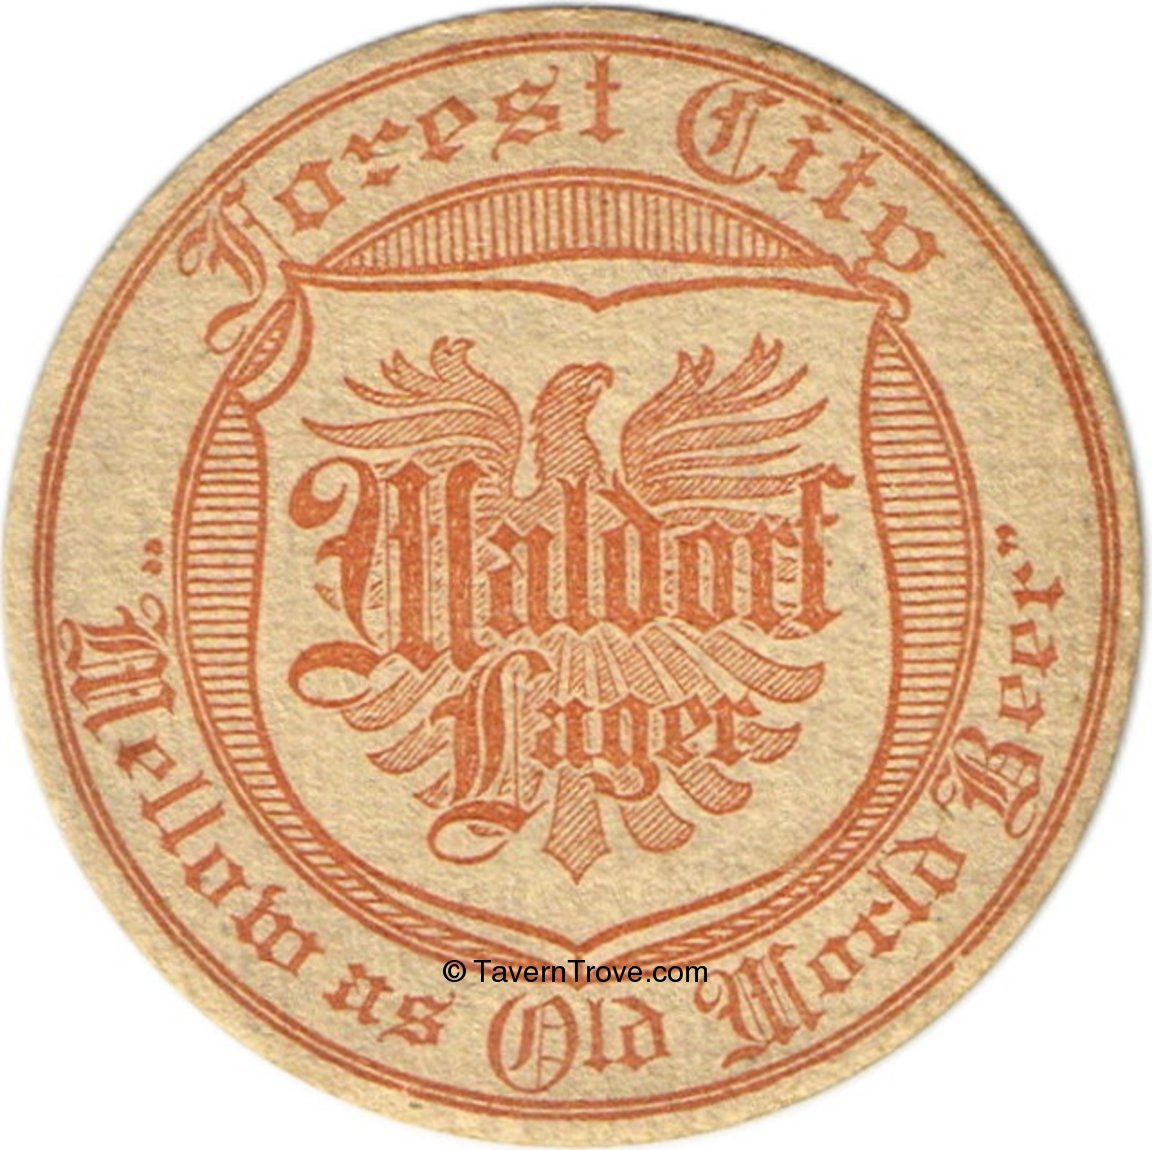 Forest City
Waldorf
Lager
"Mellow as Old World Beer"
© TavernTrove.com